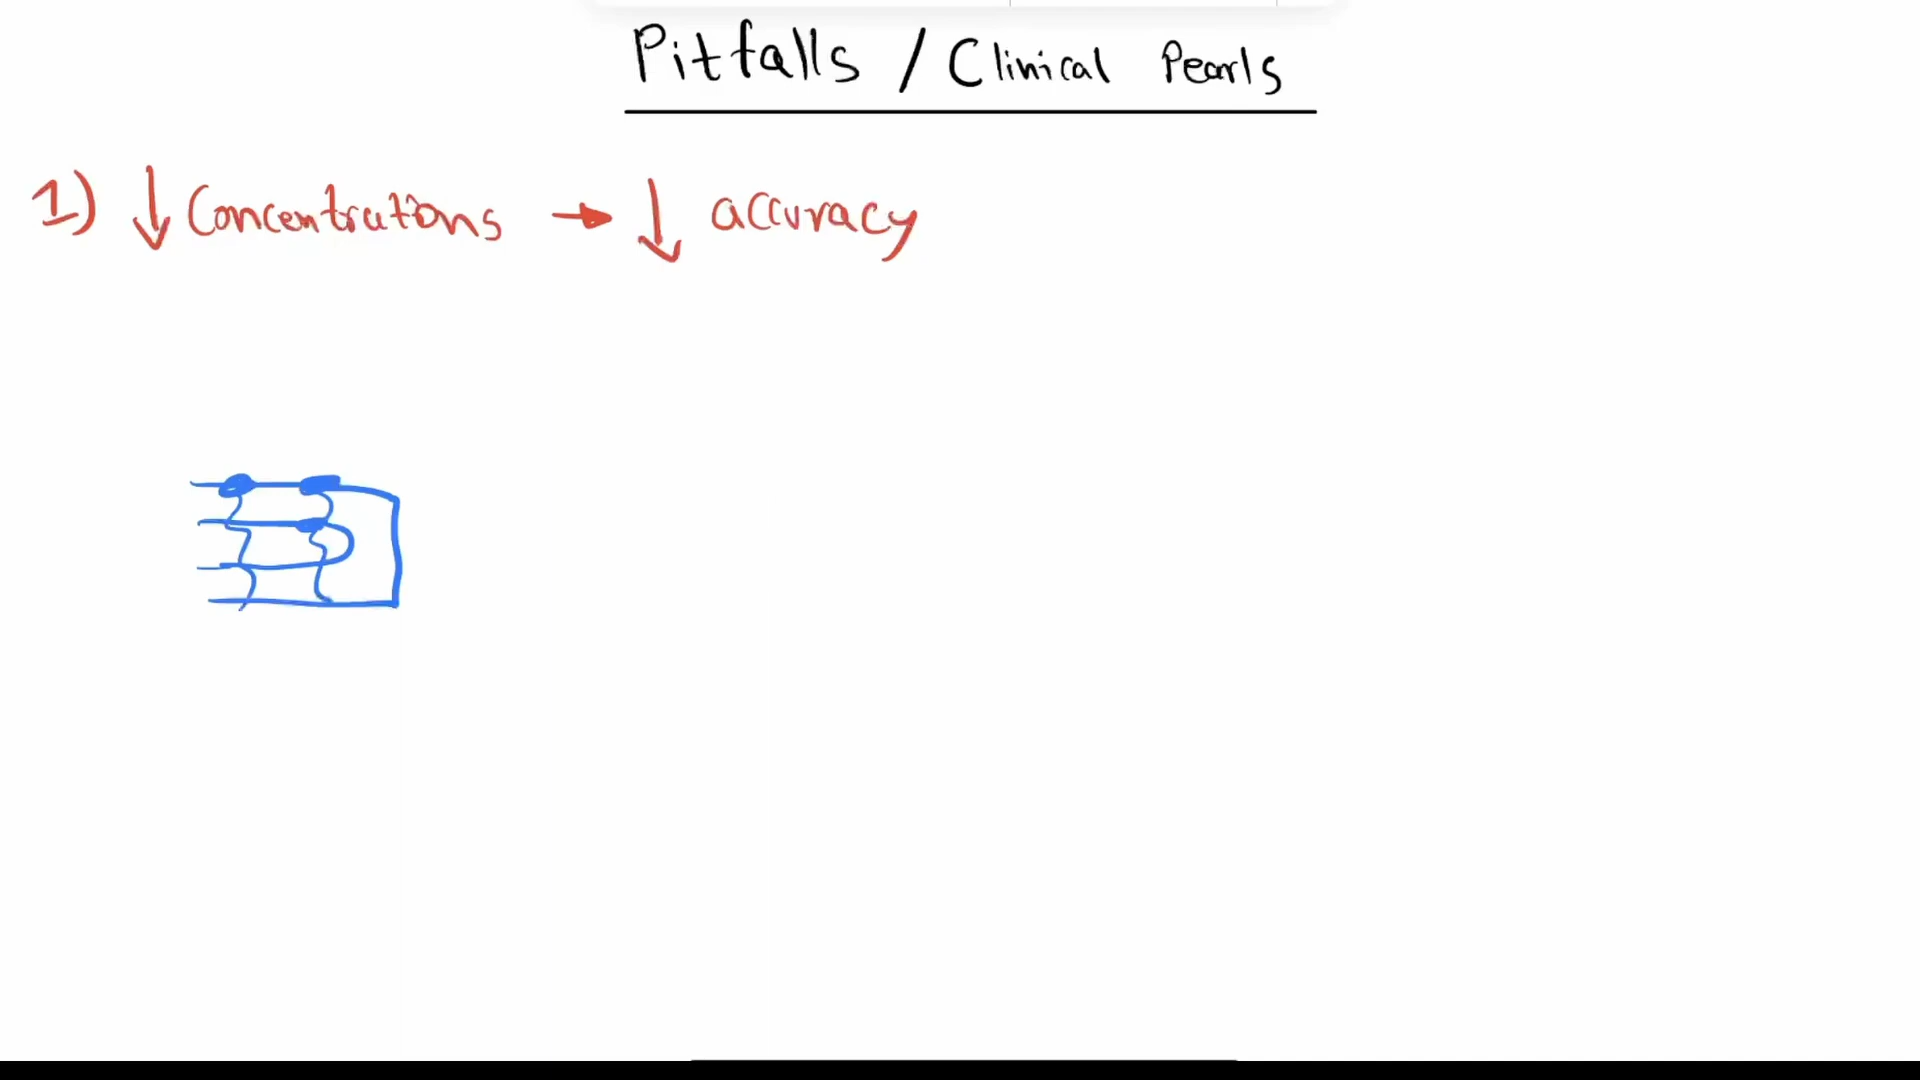 Pitfalls / Clinical Pearls
1) ↓ Concentrations → ↓ accuracy